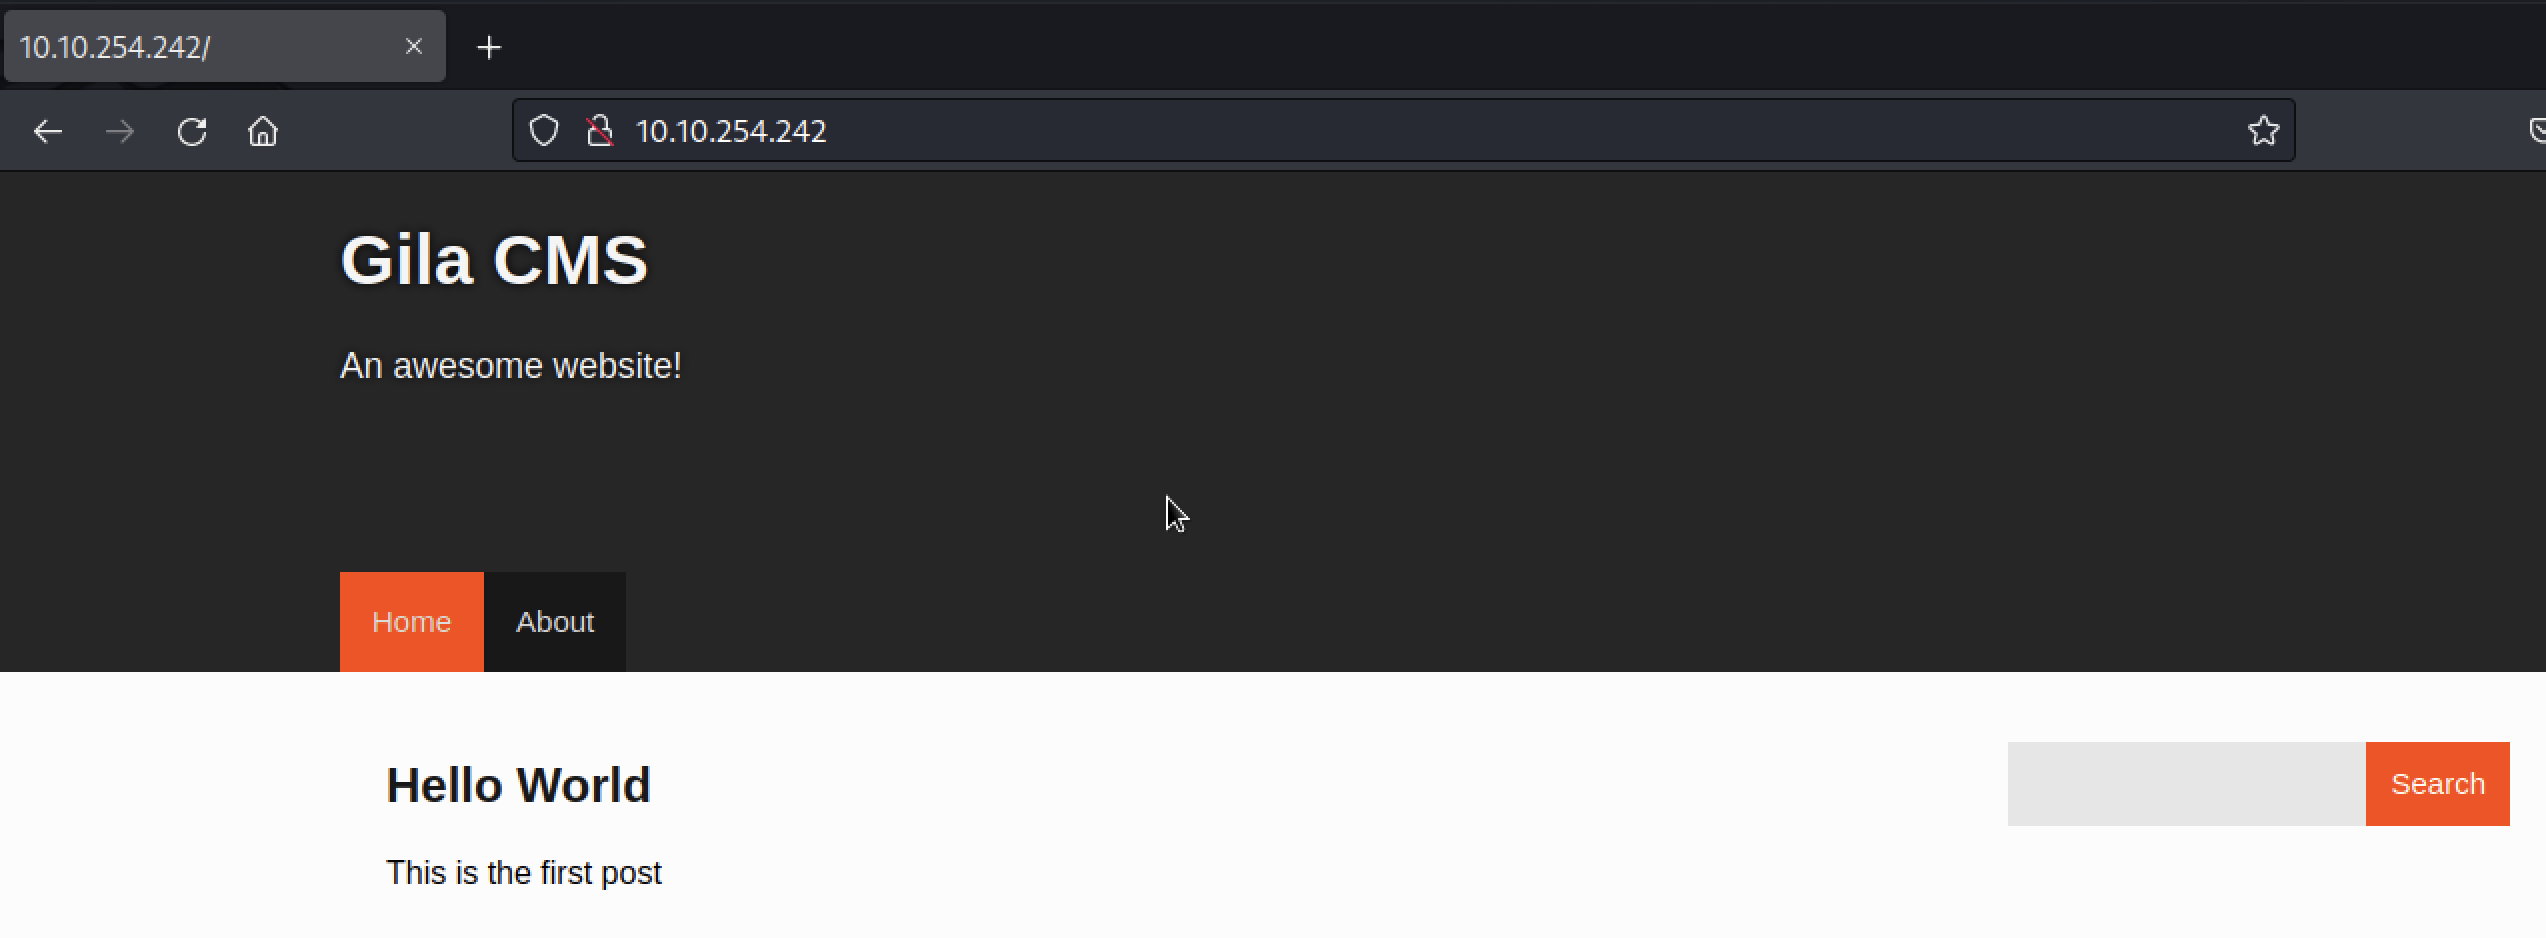 10.10.254.242/
10.10.254.242
Gila CMS
An awesome website!
Home About
Hello World
Search
This is the first post